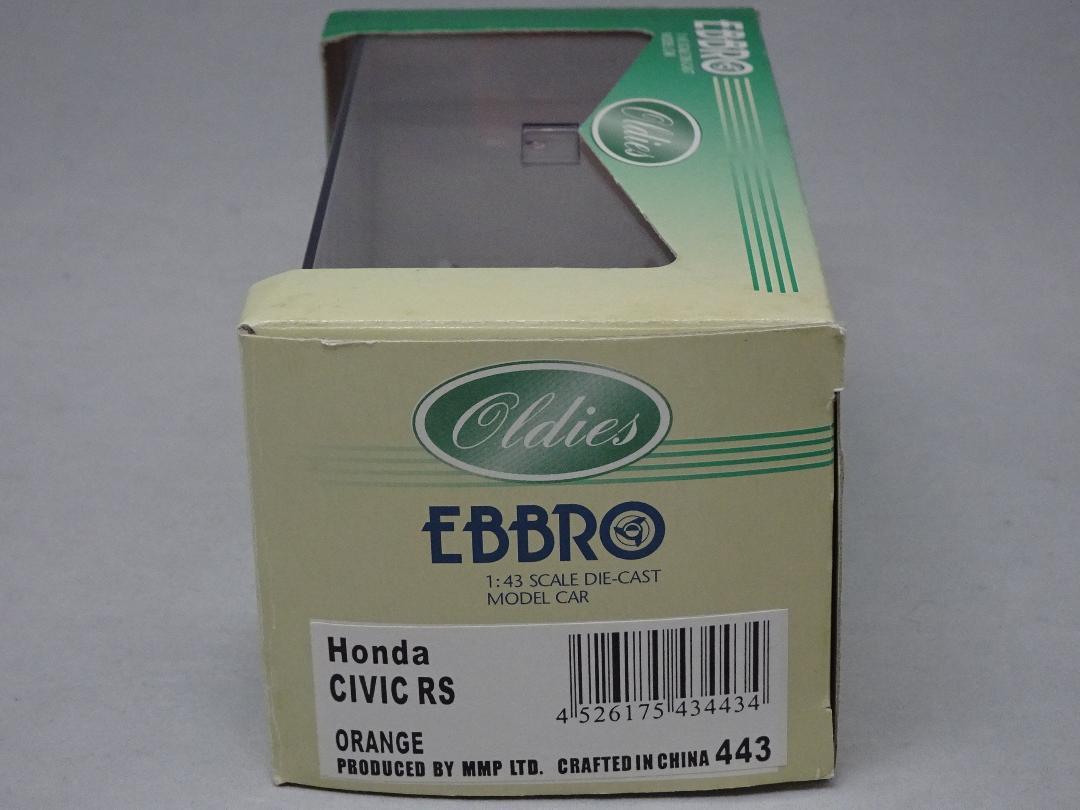 EBBRO
Oldies
Oldies
EBBRO
1:43 SCALE DIE-CAST
MODEL CAR
Honda
CIVIC RS
4 526175 434434
ORANGE
PRODUCED BY MMP LTD. CRAFTED IN CHINA 443